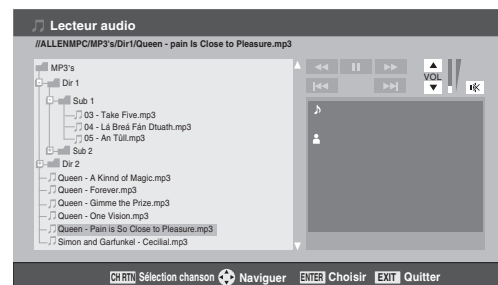 Lecteur audio
//ALLENMPC/MP3's/Dir1/Queen - pain Is Close to Pleasure.mp3
MP3's
Dir 1
Sub 1
03 - Take Five.mp3
04 - Lá Breá Fán Dtuath.mp3
05 - An Tûll.mp3
Sub 2
Dir 2
Queen - A Kinnd of Magic.mp3
Queen - Forever.mp3
Queen - Gimme the Prize.mp3
Queen - One Vision.mp3
Queen - Pain is So Close to Pleasure.mp3
Simon and Garfunkel - Cecilial.mp3
VOL
CH RTN Sélection chanson Naviguer ENTER Choisir EXIT Quitter